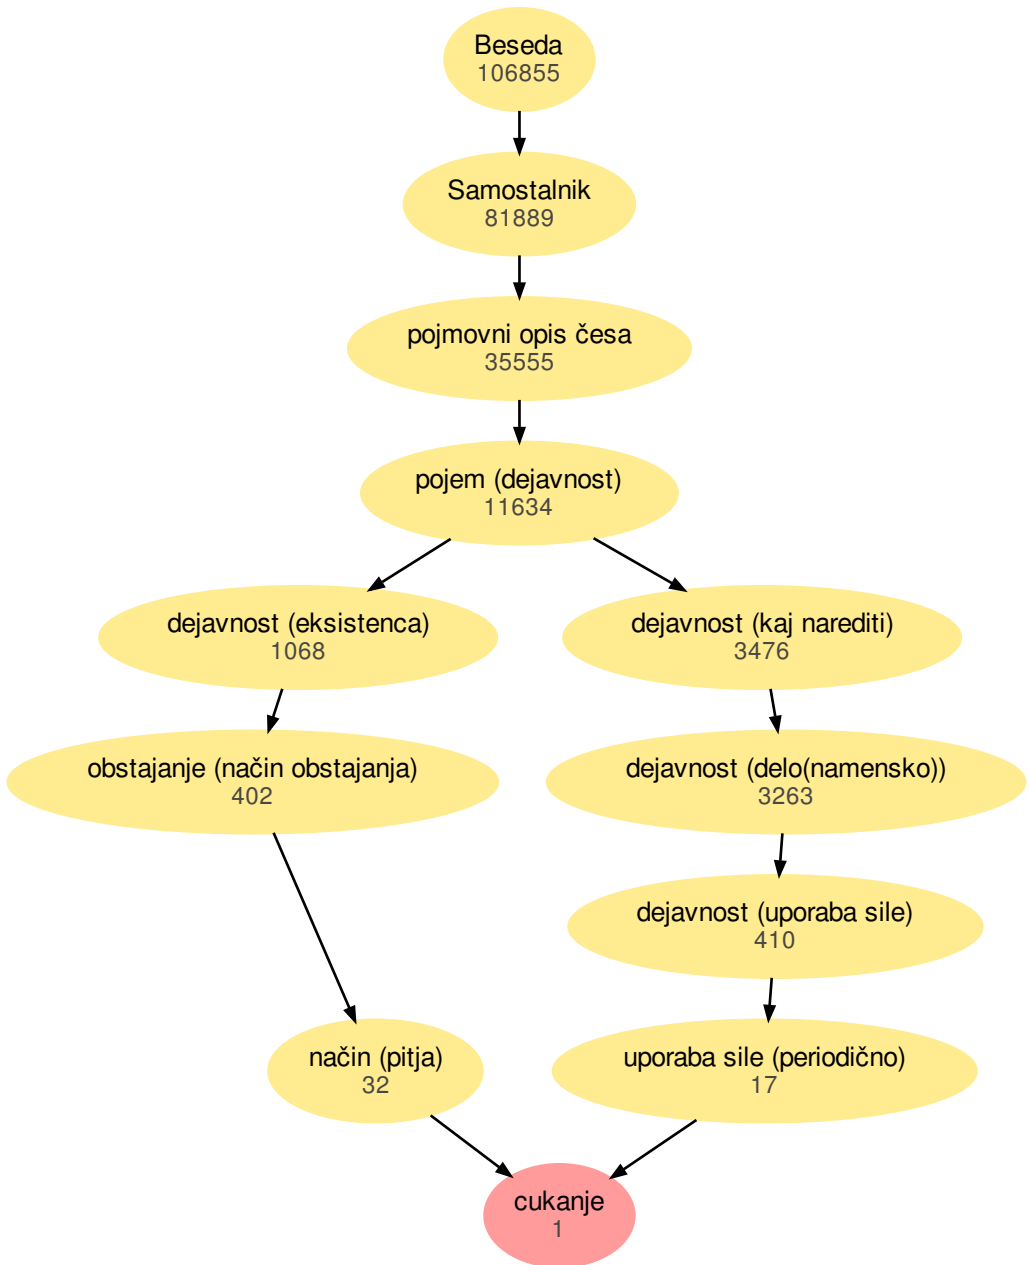 Beseda
106855
Samostalnik
81889
pojmovni opis česa
35555
pojem (dejavnost)
11634
dejavnost (eksistenca)
1068
dejavnost (kaj narediti)
3476
obstajanje (način obstajanja)
402
dejavnost (delo(namensko))
3263
dejavnost (uporaba sile)
410
način (pitja)
32
uporaba sile (periodično)
17
cukanje
1